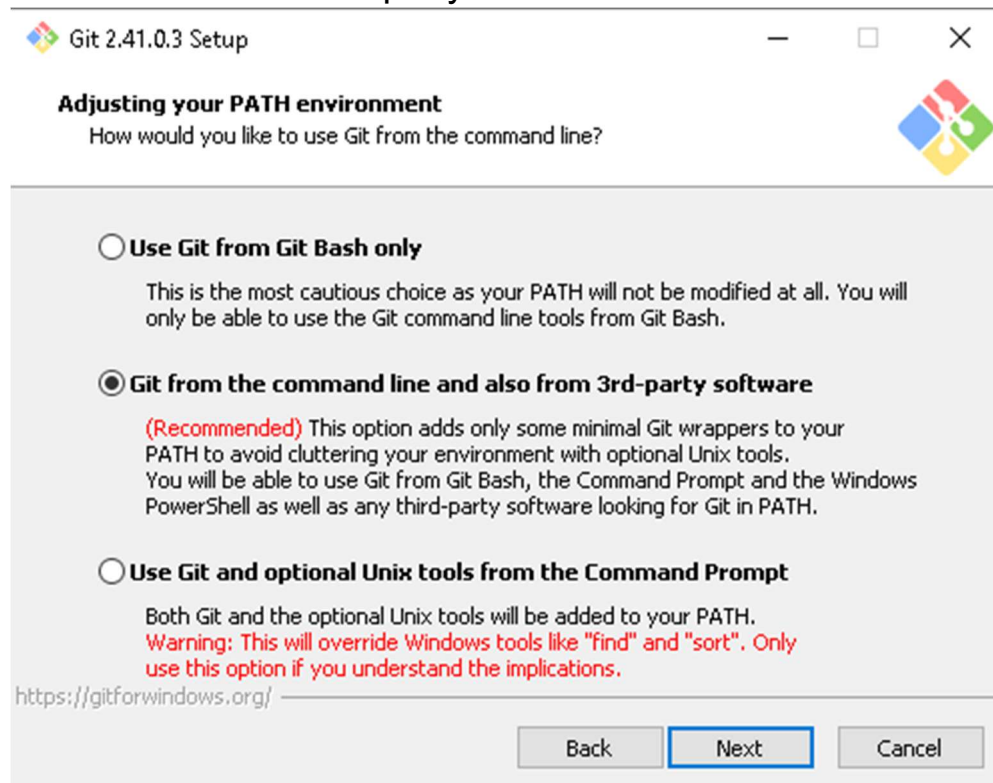 Git 2.41.0.3 Setup
Adjusting your PATH environment
How would you like to use Git from the command line?
Use Git from Git Bash only
This is the most cautious choice as your PATH will not be modified at all. You will
only be able to use the Git command line tools from Git Bash.
Git from the command line and also from 3rd-party software
(Recommended) This option adds only some minimal Git wrappers to your
PATH to avoid cluttering your environment with optional Unix tools.
You will be able to use Git from Git Bash, the Command Prompt and the Windows
PowerShell as well as any third-party software looking for Git in PATH.
Use Git and optional Unix tools from the Command Prompt
Both Git and the optional Unix tools will be added to your PATH.
Warning: This will override Windows tools like "find" and "sort". Only
use this option if you understand the implications.
https://gitforwindows.org/
Back Next Cancel